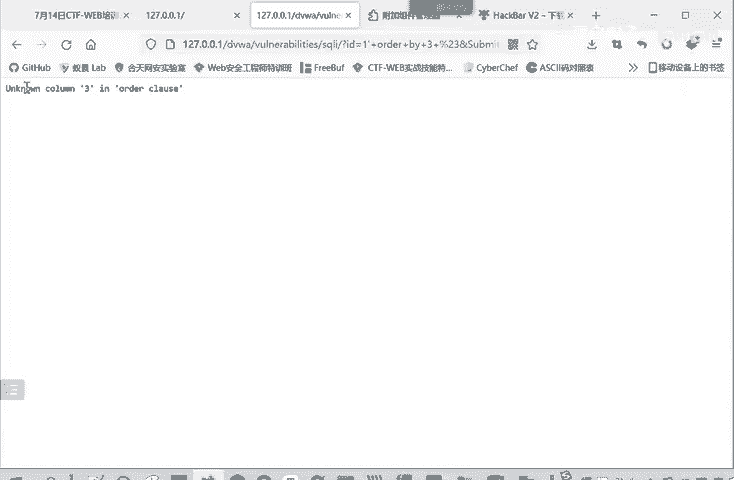 7月14日CTF-WEB培训
127.0.0.1/
127.0.0.1/dvwa/vulne
附加组件管理器
HackBar V2 – 下载
127.0.0.1/dvwa/vulnerabilities/sqli/?id=1'+order+by+3+%23&Submi
GitHub
蚁景 Lab
合天网安实验室
Web安全工程师特训班
FreeBuf
CTF-WEB实战技能特...
CyberChef
ASCII码对照表
移动设备上的书签
Unknown column '3' in 'order clause'